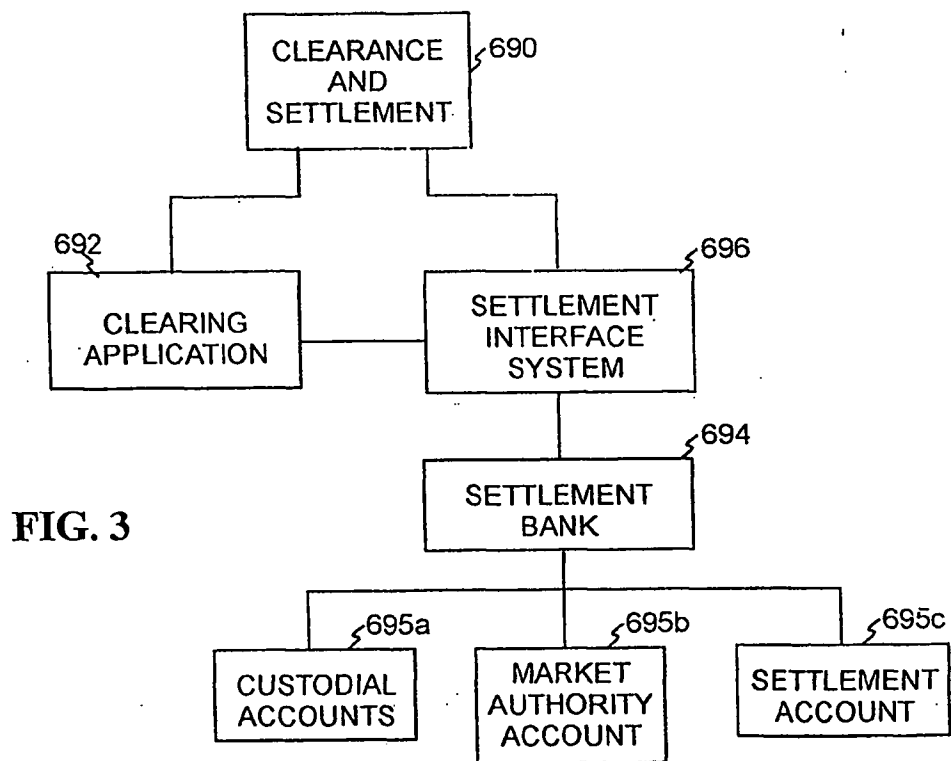 CLEARANCE
AND
SETTLEMENT
690
692
CLEARING
APPLICATION
696
SETTLEMENT
INTERFACE
SYSTEM
694
SETTLEMENT
BANK
FIG. 3
695a
CUSTODIAL
ACCOUNTS
695b
MARKET
AUTHORITY
ACCOUNT
695c
SETTLEMENT
ACCOUNT